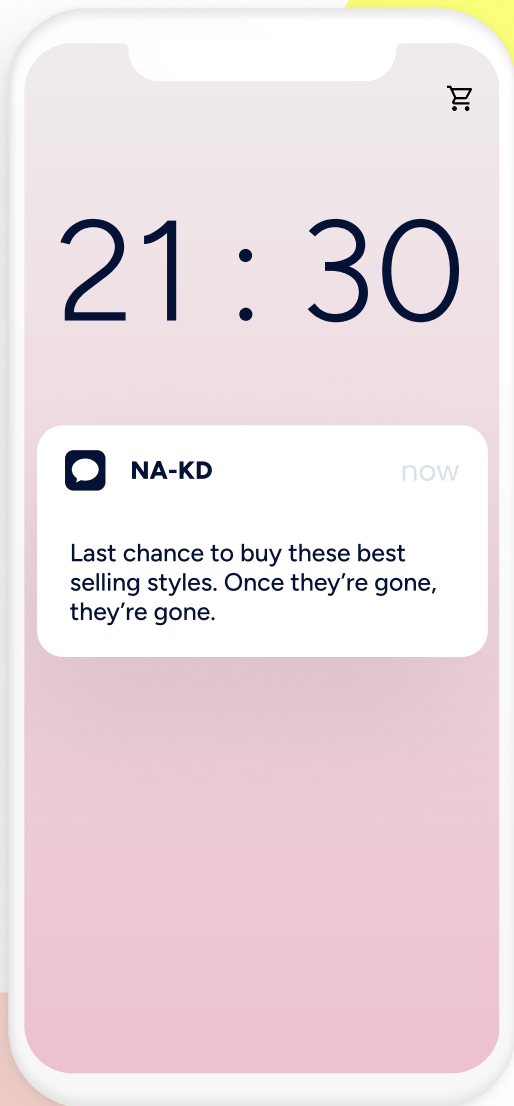 21 : 30
NA-KD
now
Last chance to buy these best
selling styles. Once they’re gone,
they’re gone.